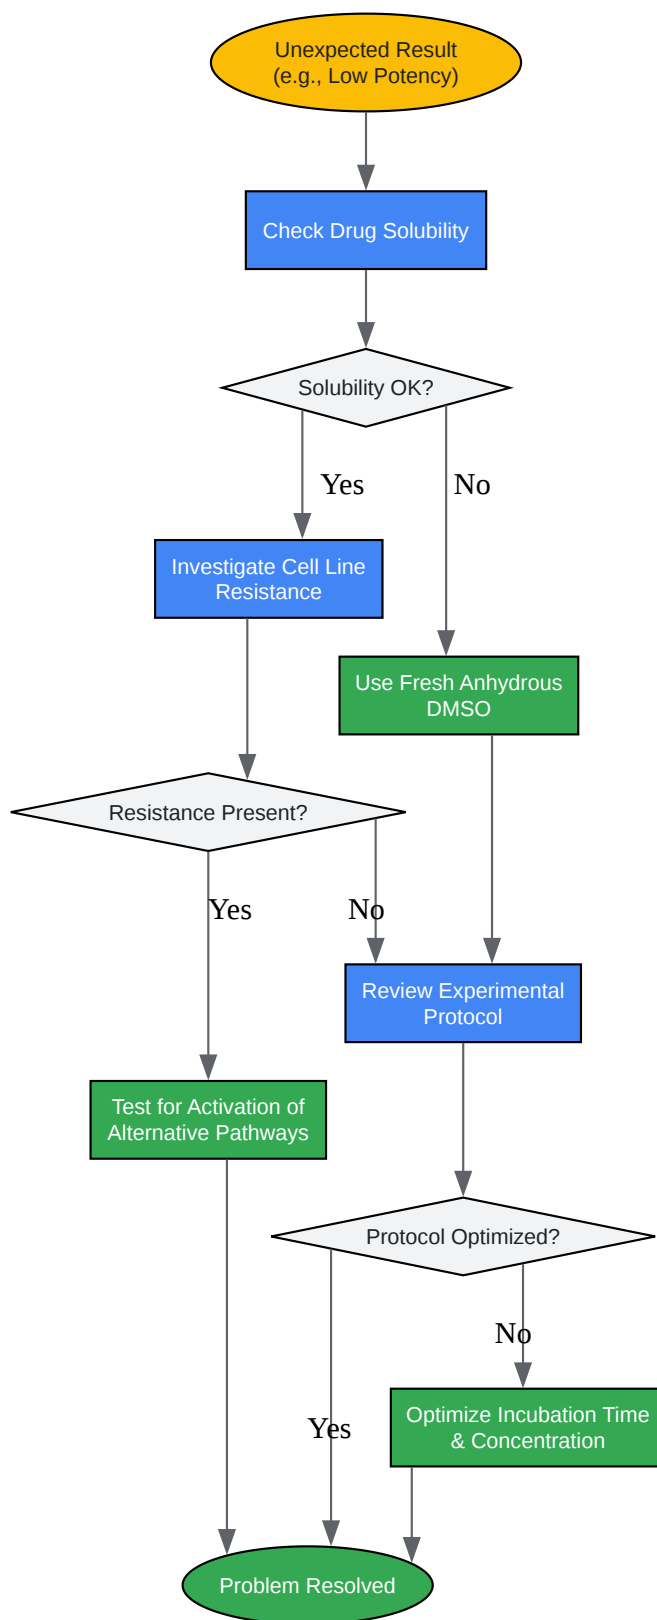 Unexpected Result
(e.g., Low Potency)
Check Drug Solubility
Solubility OK?
Yes
No
Investigate Cell Line
Resistance
Use Fresh Anhydrous
DMSO
Resistance Present?
Yes
No
Review Experimental
Protocol
Test for Activation of
Alternative Pathways
Protocol Optimized?
No
Optimize Incubation Time
& Concentration
Yes
Problem Resolved